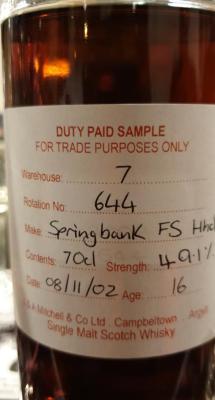 DUTY PAID SAMPLE
FOR TRADE PURPOSES ONLY
Warehouse: 7
Rotation No: 644
Make: Springbank FS Hhd
Contents: 70cl Strength: 49.1%
Date: 08/11/02 Age: 16
& A Mitchell & Co Ltd . Campbeltown . Argyll
Single Malt Scotch Whisky